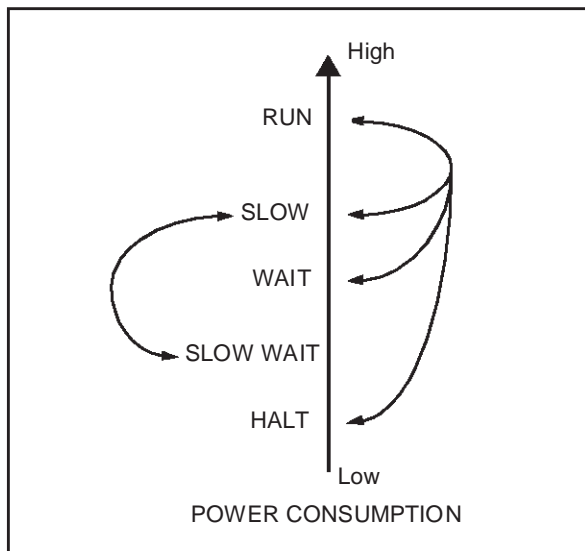 High
RUN
SLOW
WAIT
SLOW WAIT
HALT
Low
POWER CONSUMPTION